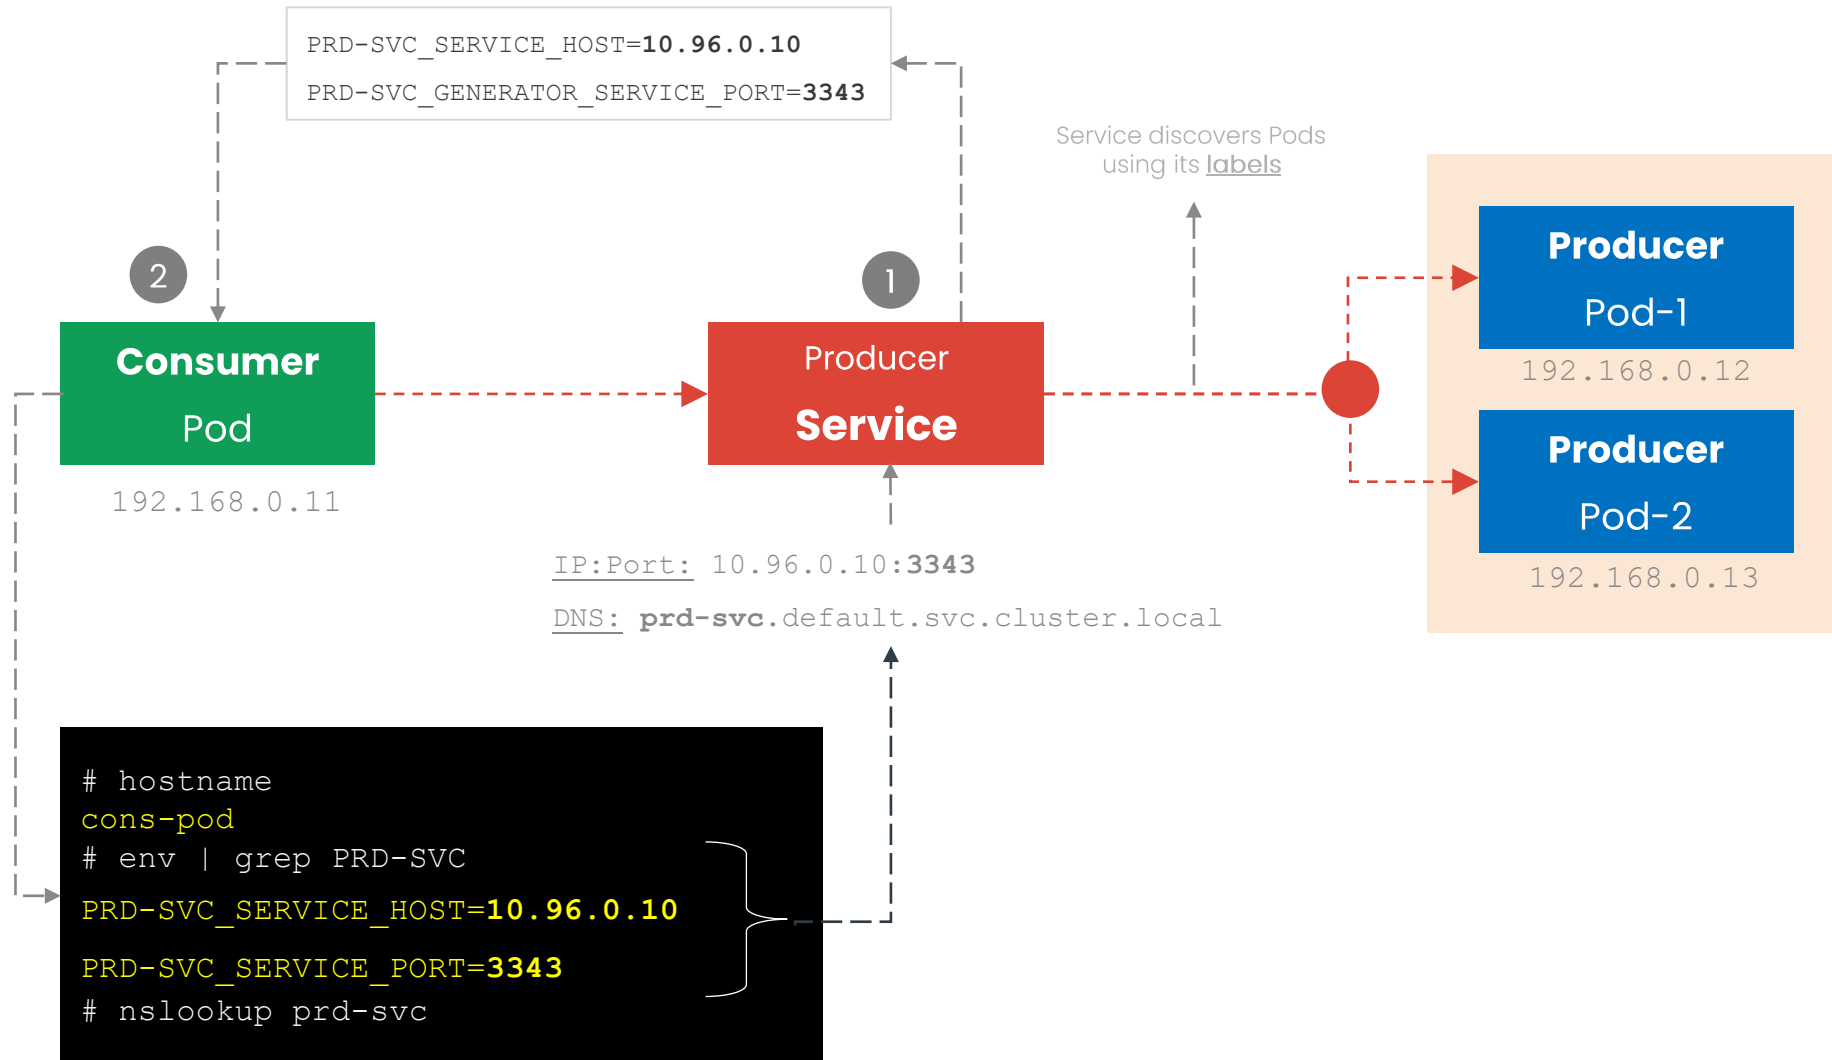 PRD-SVC_SERVICE_HOST=10.96.0.10
PRD-SVC_GENERATOR_SERVICE_PORT=3343
Service discovers Pods
using its labels
2
1
Consumer
Pod
192.168.0.11
Producer
Service
Producer
Pod-1
192.168.0.12
Producer
Pod-2
192.168.0.13
IP:Port: 10.96.0.10:3343
DNS: prd-svc.default.svc.cluster.local
# hostname
cons-pod
# env | grep PRD-SVC
PRD-SVC_SERVICE_HOST=10.96.0.10
PRD-SVC_SERVICE_PORT=3343
# nslookup prd-svc